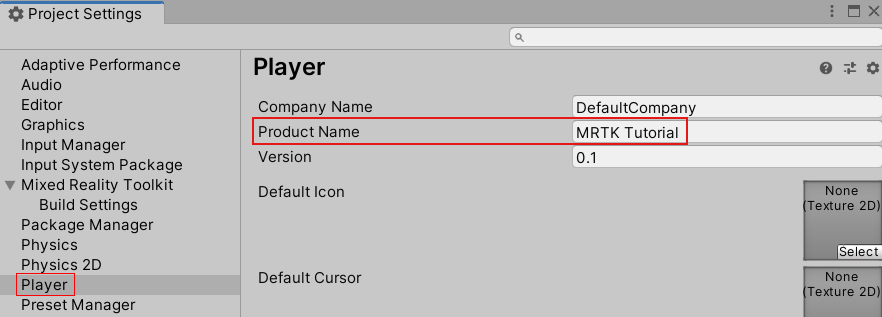 Project Settings
Adaptive Performance
Audio
Editor
Graphics
Input Manager
Input System Package
Mixed Reality Toolkit
Build Settings
Package Manager
Physics
Physics 2D
Player
Preset Manager
Player
Company Name DefaultCompany
Product Name MRTK Tutorial
Version 0.1
Default Icon
None
(Texture 2D)
Select
Default Cursor
None
(Texture 2D)